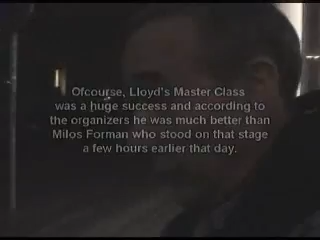 Ofcourse, Lloyd's Master Class
was a huge success and according to
the organizers he was much better than
Milos Forman who stood on that stage
a few hours earlier that day.